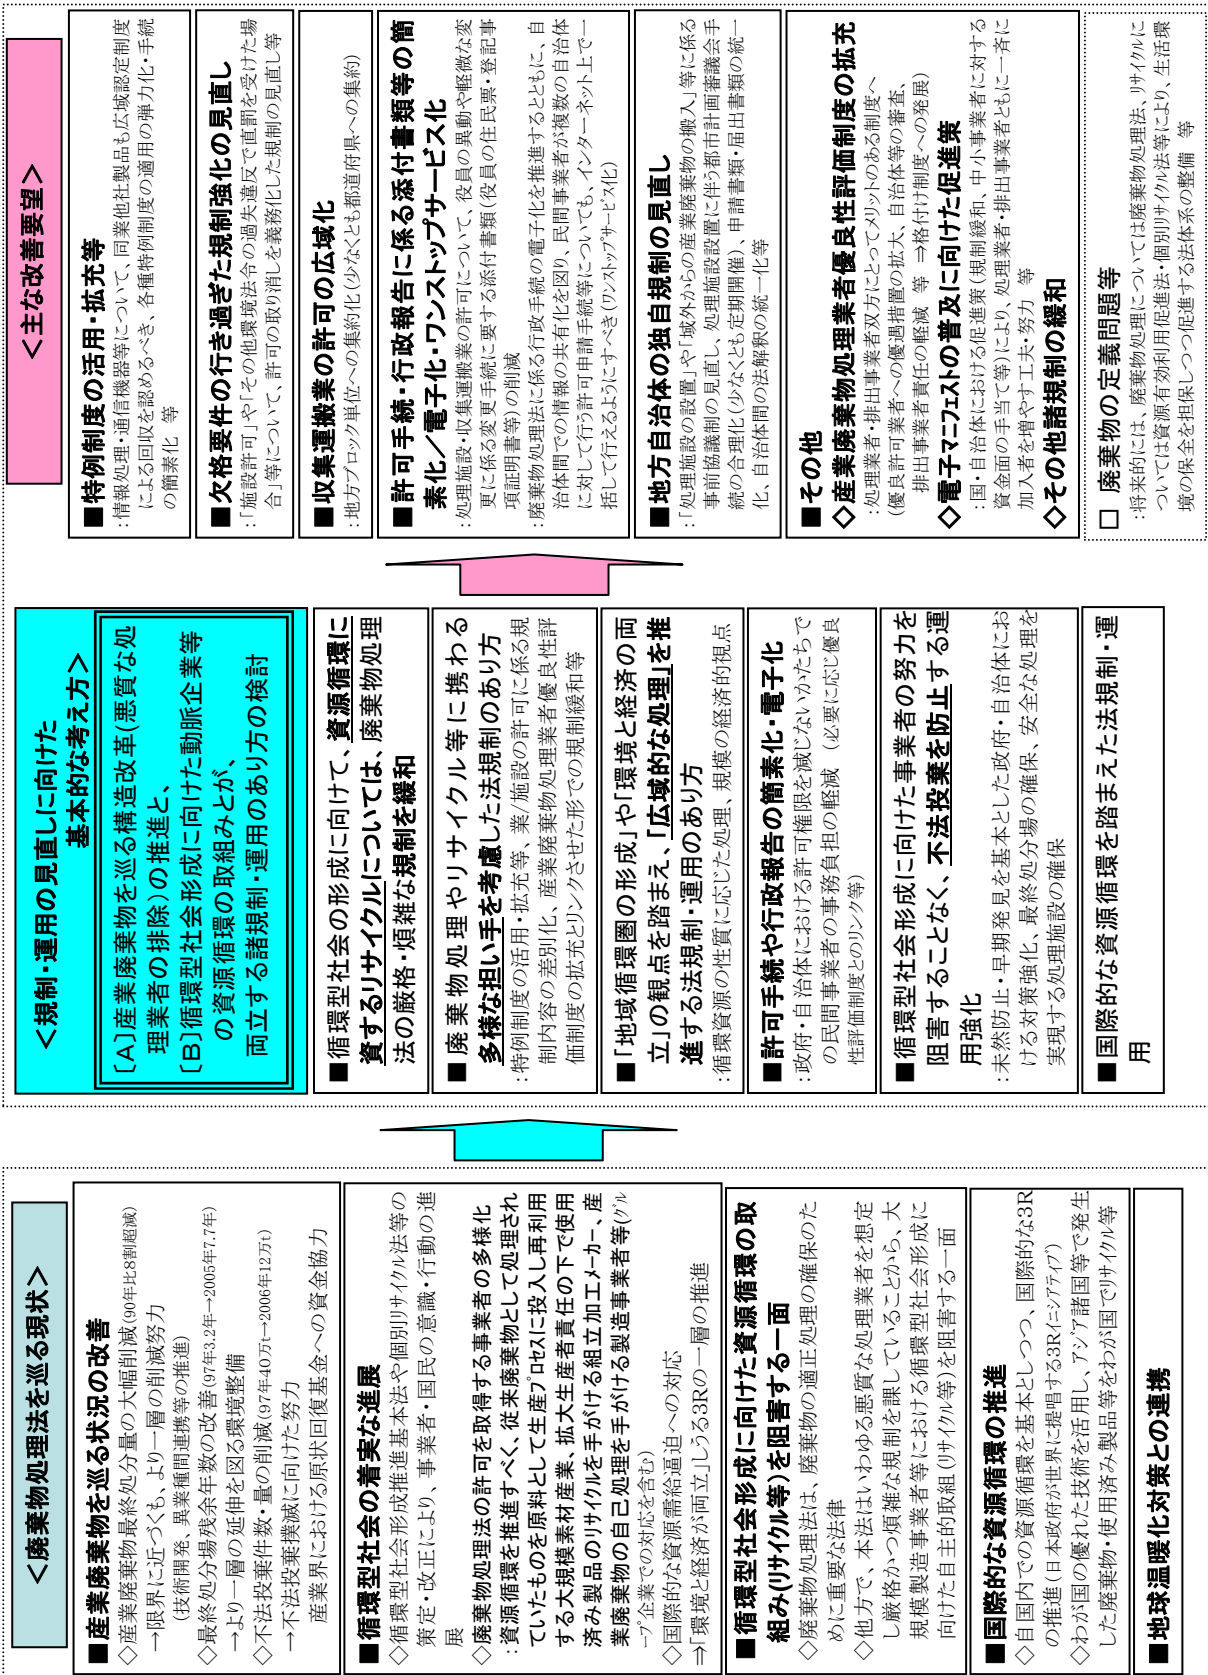 ＜廃棄物処理法を巡る現状＞
■産業廃棄物を巡る状況の改善
◇産業廃棄物最終処分量の大幅削減(90年比8割超減)
→限界に近づくも、より一層の削減努力
(技術開発、異業種間連携等の推進)
◇最終処分場残余年数の改善(97年3.2年→2005年7.7年)
→より一層の延伸を図る環境整備
◇不法投棄件数・量の削減(97年40万t→2006年12万t)
→不法投棄撲滅に向けた努力
産業界における原状回復基金への資金協力
■循環型社会の着実な進展
◇循環型社会形成推進基本法や個別リサイクル法等の
策定・改正により、事業者・国民の意識・行動の進
展
◇廃棄物処理法の許可を取得する事業者の多様化
：資源循環を推進すべく、従来廃棄物として処理され
ていたものを原料として生産プロセスに投入し再利用
する大規模素材産業、拡大生産者責任の下で使用
済み製品のリサイクルを手がける組立加工メーカー、産
業廃棄物の自己処理を手がける製造事業者等(グル
ープ企業での対応を含む)
◇国際的な資源需給逼迫への対応
⇒「環境と経済が両立」しうる3Rの一層の推進
■循環型社会形成に向けた資源循環の取
組み(リサイクル等)を阻害する一面
◇廃棄物処理法は、廃棄物の適正処理の確保のた
めに重要な法律
◇他方で、本法はいわゆる悪質な処理業者を想定
し厳格かつ煩雑な規制を課していることから、大
規模製造事業者等における循環型社会形成に
向けた自主的取組(リサイクル等)を阻害する一面
■国際的な資源循環の推進
◇自国内での資源循環を基本としつつ、国際的な3R
の推進(日本政府が世界に提唱する3Rイニシアティブ)
◇わが国の優れた技術を活用し、アジア諸国等で発生
した廃棄物・使用済み製品等をわが国でリサイクル等
■地球温暖化対策との連携
＜規制・運用の見直しに向けた
基本的な考え方＞
[A]産業廃棄物を巡る構造改革(悪質な処
理業者の排除)の推進と、
[B]循環型社会形成に向けた動脈企業等
の資源循環の取組みとが、
両立する諸規制・運用のあり方の検討
■循環型社会の形成に向けて、資源循環に
資するリサイクルについては、廃棄物処理
法の厳格・煩雑な規制を緩和
■廃棄物処理やリサイクル等に携わる
多様な担い手を考慮した法規制のあり方
：特例制度の活用・拡充等、業/施設の許可に係る規
制内容の差別化、産業廃棄物処理業者優良性評
価制度の拡充とリンクさせた形での規制緩和等
■「地域循環圏の形成」や「環境と経済の両
立」の観点を踏まえ、「広域的な処理」を推
進する法規制・運用のあり方
：循環資源の性質に応じた処理、規模の経済的視点
■許可手続や行政報告の簡素化・電子化
：政府・自治体における許可権限を減じないかたちで
の民間事業者の事務負担の軽減　(必要に応じ優良
性評価制度とのリンク等)
■循環型社会形成に向けた事業者の努力を
阻害することなく、不法投棄を防止する運
用強化
：未然防止・早期発見を基本とした政府・自治体にお
ける対策強化、最終処分場の確保、安全な処理を
実現する処理施設の確保
■国際的な資源循環を踏まえた法規制・運
用
＜主な改善要望＞
■特例制度の活用・拡充等
：情報処理・通信機器等について、同業他社製品も広域認定制度
による回収を認めるべき、各種特例制度の適用の弾力化・手続
の簡素化　等
■欠格要件の行き過ぎた規制強化の見直し
：「施設許可」や「その他環境法令の過失違反で直罰を受けた場
合」等について、許可の取り消しを義務化した規制の見直し等
■収集運搬業の許可の広域化
：地方ブロック単位への集約化(少なくとも都道府県への集約)
■許可手続・行政報告に係る添付書類等の簡
素化／電子化・ワンストップサービス化
：処理施設・収集運搬業の許可について、役員の異動や軽微な変
更に係る変更手続に要する添付書類(役員の住民票・登記事
項証明書等)の削減
：廃棄物処理法に係る行政手続の電子化を推進するとともに、自
治体間での情報の共有化を図り、民間事業者が複数の自治体
に対して行う許可申請手続等についても、インターネット上で一
括して行えるようにすべき(ワンストップサービス化)
■地方自治体の独自規制の見直し
：「処理施設の設置」や「域外からの産業廃棄物の搬入」等に係る
事前協議制の見直し、処理施設設置に伴う都市計画審議会手
続の合理化(少なくとも定期開催)、申請書類・届出書類の統一
化、自治体間の法解釈の統一化等
■その他
◇産業廃棄物処理業者優良性評価制度の拡充
：処理業者・排出事業者双方にとってメリットのある制度へ
(優良許可業者への優遇措置の拡大、自治体等の審査、
排出事業者責任の軽減　等　⇒格付け制度への発展)
◇電子マニフェストの普及に向けた促進策
：国・自治体における促進策(規制緩和、中小事業者に対する
資金面の手当て等)により、処理業者・排出事業者ともに一斉に
加入者を増やす工夫・努力　等
◇その他諸規制の緩和
□　廃棄物の定義問題等
：将来的には、廃棄物処理については廃棄物処理法、リサイクルに
ついては資源有効利用促進法・個別リサイクル法等により、生活環
境の保全を担保しつつ促進する法体系の整備　等